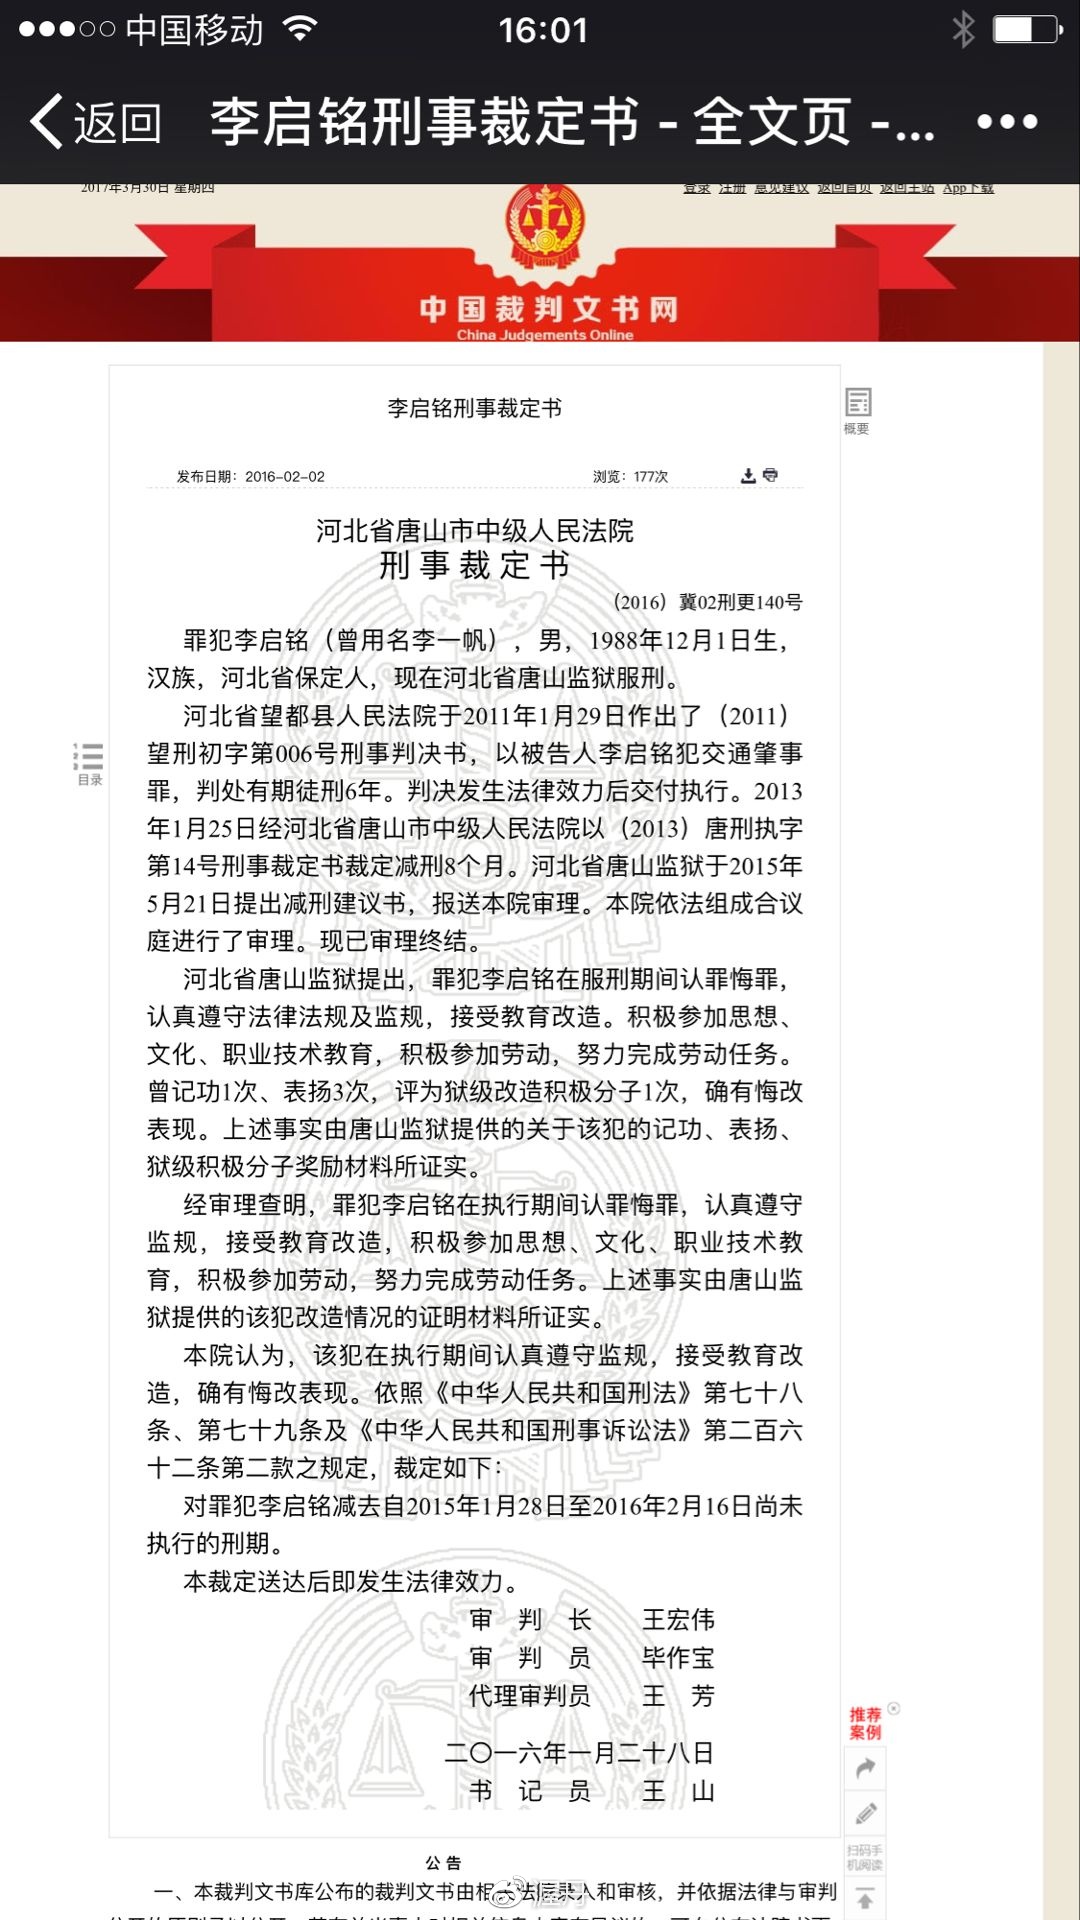 中国移动 16:01
返回 李启铭刑事裁定书 - 全文页 -...
2017年3月30日 星期四 登录 注册 意见建议 返回首页 返回主站 App下载
中国裁判文书网
China Judgements Online
李启铭刑事裁定书
概要
发布日期：2016-02-02 浏览：177次
河北省唐山市中级人民法院
刑事裁定书
（2016）冀02刑更140号
罪犯李启铭（曾用名李一帆），男，1988年12月1日生，
汉族，河北省保定人，现在河北省唐山监狱服刑。
河北省望都县人民法院于2011年1月29日作出了（2011）
望刑初字第006号刑事判决书，以被告人李启铭犯交通肇事
目录
罪，判处有期徒刑6年。判决发生法律效力后交付执行。2013
年1月25日经河北省唐山市中级人民法院以（2013）唐刑执字
第14号刑事裁定书裁定减刑8个月。河北省唐山监狱于2015年
5月21日提出减刑建议书，报送本院审理。本院依法组成合议
庭进行了审理。现已审理终结。
河北省唐山监狱提出，罪犯李启铭在服刑期间认罪悔罪，
认真遵守法律法规及监规，接受教育改造。积极参加思想、
文化、职业技术教育，积极参加劳动，努力完成劳动任务。
曾记功1次、表扬3次，评为狱级改造积极分子1次，确有悔改
表现。上述事实由唐山监狱提供的关于该犯的记功、表扬、
狱级积极分子奖励材料所证实。
经审理查明，罪犯李启铭在执行期间认罪悔罪，认真遵守
监规，接受教育改造，积极参加思想、文化、职业技术教
育，积极参加劳动，努力完成劳动任务。上述事实由唐山监
狱提供的该犯改造情况的证明材料所证实。
本院认为，该犯在执行期间认真遵守监规，接受教育改
造，确有悔改表现。依照《中华人民共和国刑法》第七十八
条、第七十九条及《中华人民共和国刑事诉讼法》第二百六
十二条第二款之规定，裁定如下：
对罪犯李启铭减去自2015年1月28日至2016年2月16日尚未
执行的刑期。
本裁定送达后即发生法律效力。
审 判 长 王宏伟
审 判 员 毕作宝
代理审判员 王 芳
推荐
案例
二〇一六年一月二十八日
书 记 员 王 山
扫码手
机阅读
公 告
一、本裁判文书库公布的裁判文书由相关法院录入和审核，并依据法律与审判